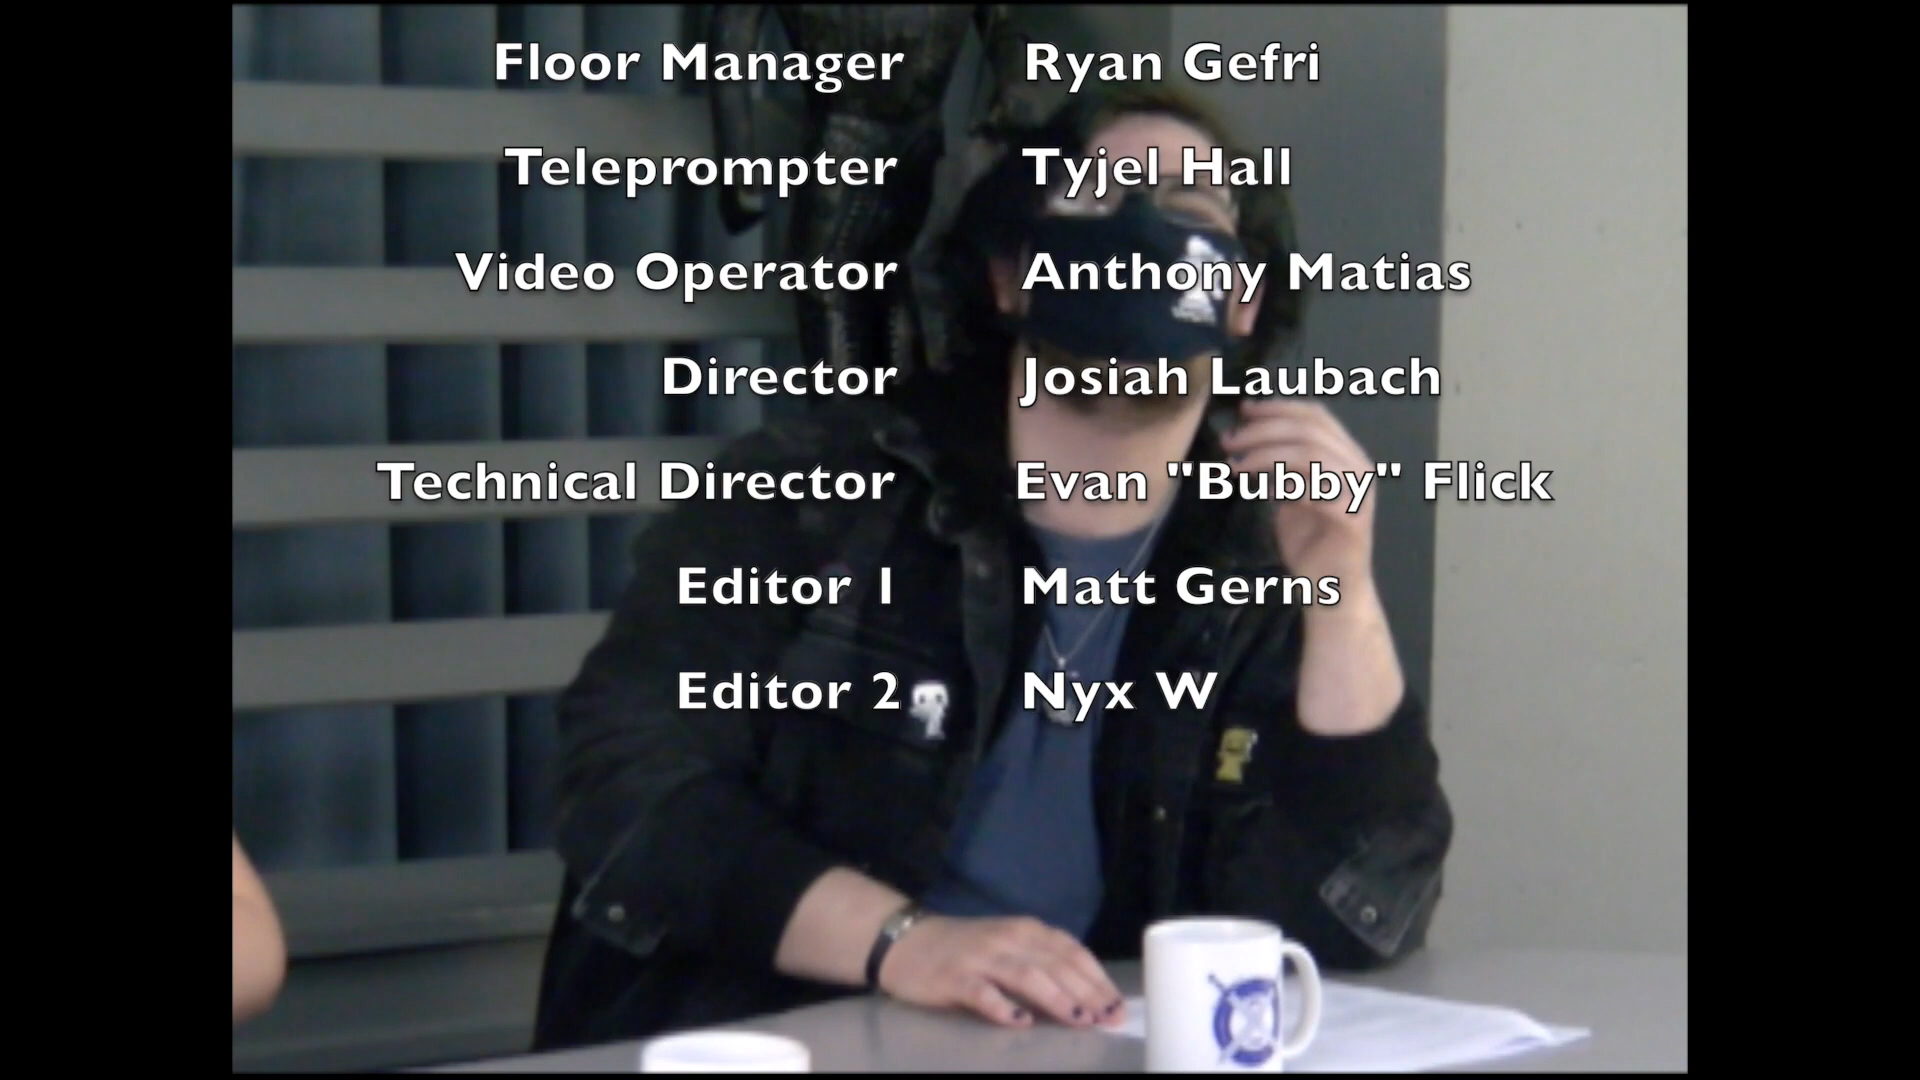 Floor Manager Ryan Gefri
Teleprompter Tyjel Hall
Video Operator Anthony Matias
Director Josiah Laubach
Technical Director Evan "Bubby" Flick
Editor 1 Matt Gerns
Editor 2 Nyx W